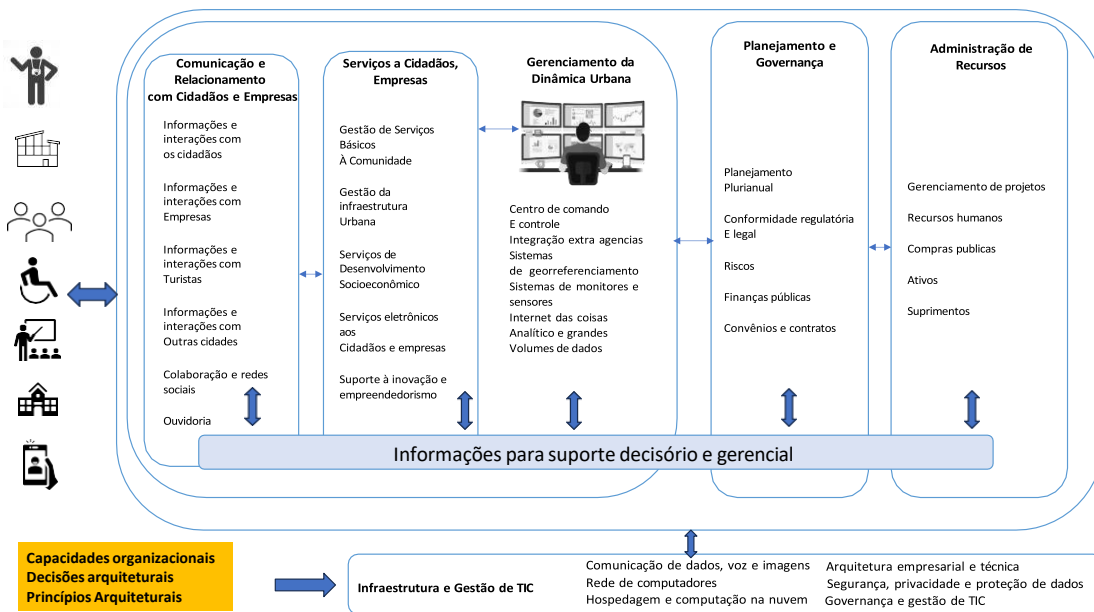 Comunicação e
Relacionamento
com Cidadãos e Empresas
Informações e
interações com
os cidadãos
Informações e
interações com
Empresas
Informações e
interações com
Turistas
Informações e
interações com
Outras cidades
Colaboração e redes
sociais
Ouvidoria
Serviços a Cidadãos,
Empresas
Gestão de Serviços
Básicos
À Comunidade
Gestão da
infraestrutura
Urbana
Serviços de
Desenvolvimento
Socioeconômico
Serviços eletrônicos
aos
Cidadãos e empresas
Suporte à inovação e
empreendedorismo
Gerenciamento da
Dinâmica Urbana
Centro de comando
E controle
Integração extra agencias
Sistemas
de georreferenciamento
Sistemas de monitores e
sensores
Internet das coisas
Analítico e grandes
Volumes de dados
Planejamento e
Governança
Planejamento
Plurianual
Conformidade regulatória
E legal
Riscos
Finanças públicas
Convênios e contratos
Administração de
Recursos
Gerenciamento de projetos
Recursos humanos
Compras publicas
Ativos
Suprimentos
Informações para suporte decisório e gerencial
Capacidades organizacionais
Decisões arquiteturais
Princípios Arquiteturais
Infraestrutura e Gestão de TIC
Comunicação de dados, voz e imagens
Rede de computadores
Hospedagem e computação na nuvem
Arquitetura empresarial e técnica
Segurança, privacidade e proteção de dados
Governança e gestão de TIC